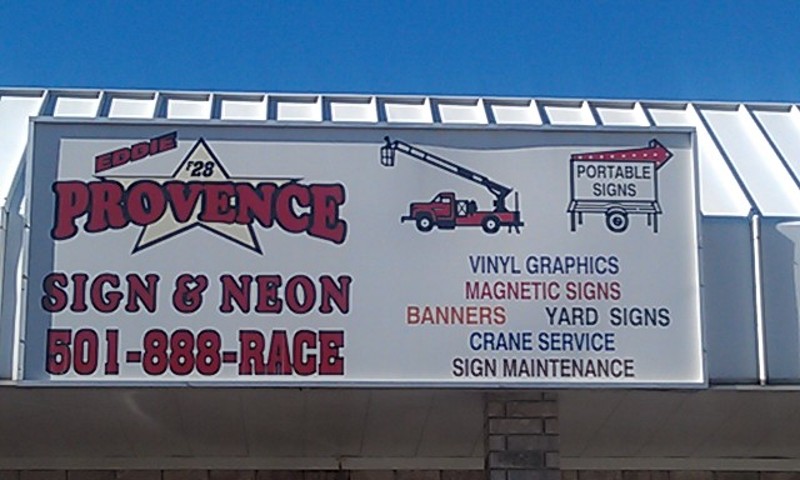 EDDIE
F28
PROVENCE
SIGN & NEON
501-888-RACE
PORTABLE
SIGNS
VINYL GRAPHICS
MAGNETIC SIGNS
BANNERS YARD SIGNS
CRANE SERVICE
SIGN MAINTENANCE